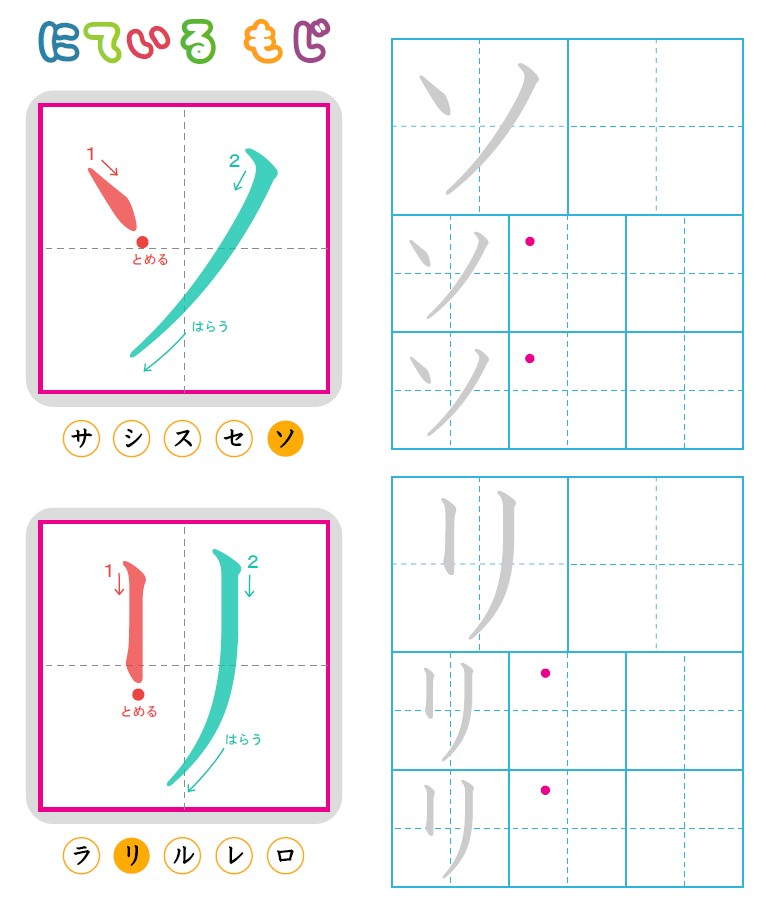 にている もじ
1
2
とめる
はらう
サ シ ス セ ソ
ソ
ソ
ソ
1
2
とめる
はらう
ラ リ ル レ ロ
リ
リ
リ